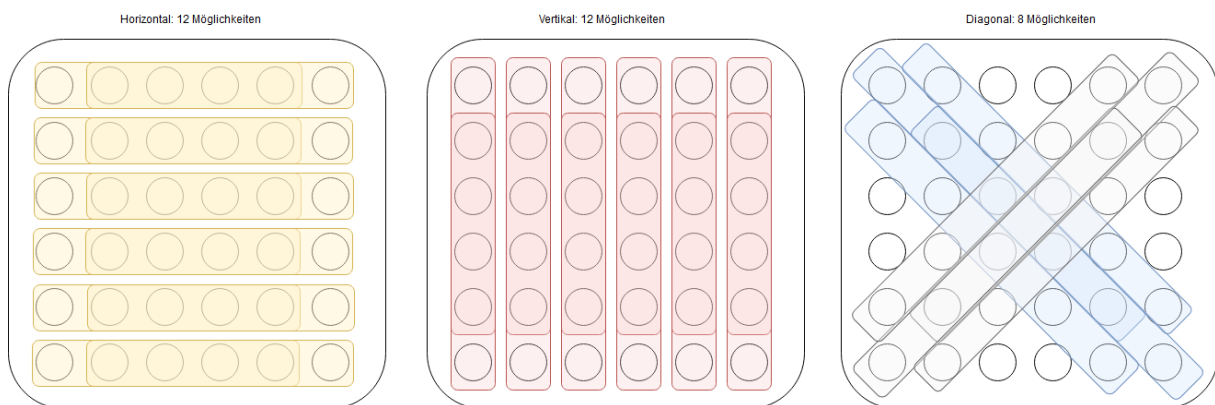 Horizontal: 12 Möglichkeiten
Vertikal: 12 Möglichkeiten
Diagonal: 8 Möglichkeiten